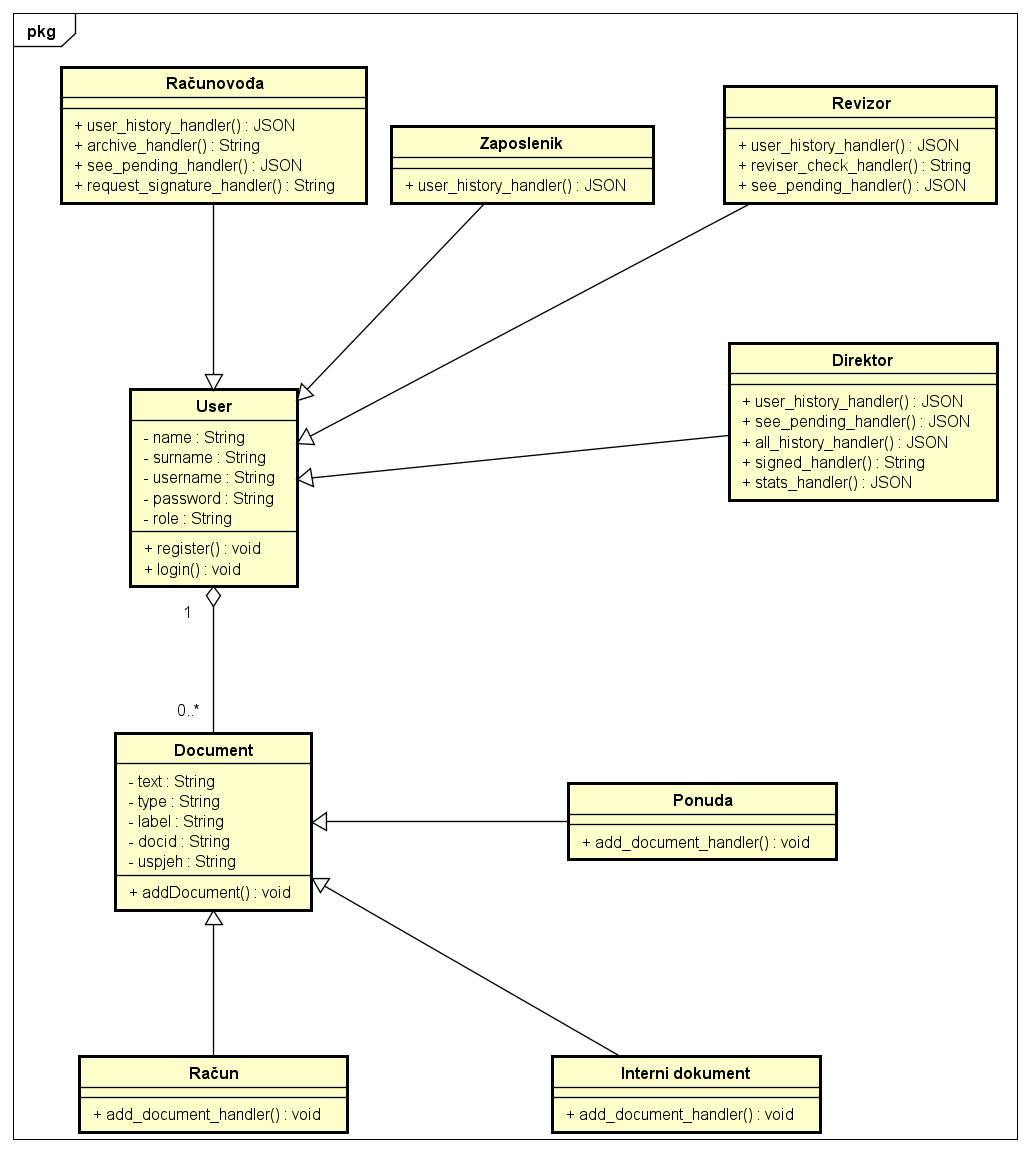 pkg
Računovođa
+ user_history_handler() : JSON
+ archive_handler() : String
+ see_pending_handler() : JSON
+ request_signature_handler() : String
Zaposlenik
+ user_history_handler() : JSON
Revizor
+ user_history_handler() : JSON
+ reviser_check_handler() : String
+ see_pending_handler() : JSON
Direktor
+ user_history_handler() : JSON
+ see_pending_handler() : JSON
+ all_history_handler() : JSON
+ signed_handler() : String
+ stats_handler() : JSON
User
- name : String
- surname : String
- username : String
- password : String
- role : String
+ register() : void
+ login() : void
1
0..*
Document
- text : String
- type : String
- label : String
- docid : String
- uspjeh : String
+ addDocument() : void
Ponuda
+ add_document_handler() : void
Račun
+ add_document_handler() : void
Interni dokument
+ add_document_handler() : void